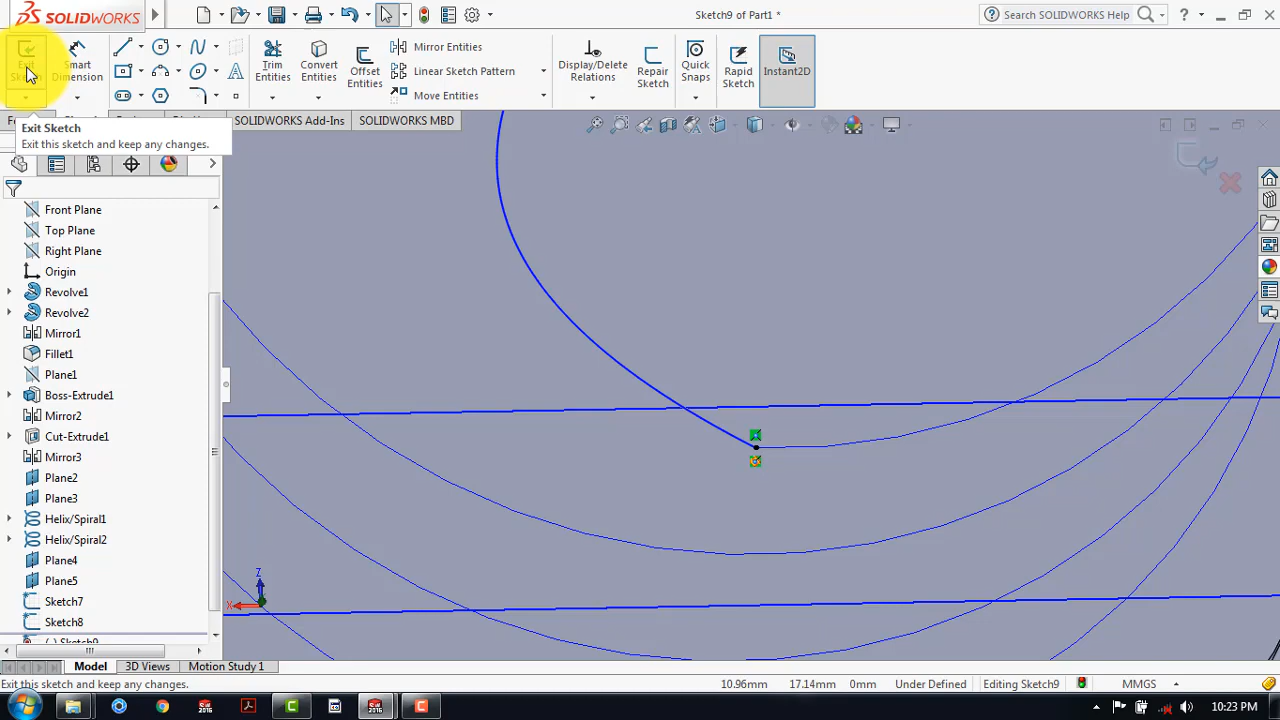 SOLIDWORKS
Sketch9 of Part1 *
Search SOLIDWORKS Help
?
Exit Sketch
Smart Dimension
Trim Entities
Convert Entities
Offset Entities
Mirror Entities
Linear Sketch Pattern
Move Entities
Display/Delete Relations
Repair Sketch
Quick Snaps
Rapid Sketch
Instant2D
SOLIDWORKS Add-Ins
SOLIDWORKS MBD
Exit Sketch
Exit this sketch and keep any changes.
Front Plane
Top Plane
Right Plane
Origin
Revolve1
Revolve2
Mirror1
Fillet1
Plane1
Boss-Extrude1
Mirror2
Cut-Extrude1
Mirror3
Plane2
Plane3
Helix/Spiral1
Helix/Spiral2
Plane4
Plane5
Sketch7
Sketch8
(-) Sketch9
Z
X
Model
3D Views
Motion Study 1
Exit this sketch and keep any changes.
10.96mm
17.14mm
0mm
Under Defined
Editing Sketch9
MMGS
10:23 PM